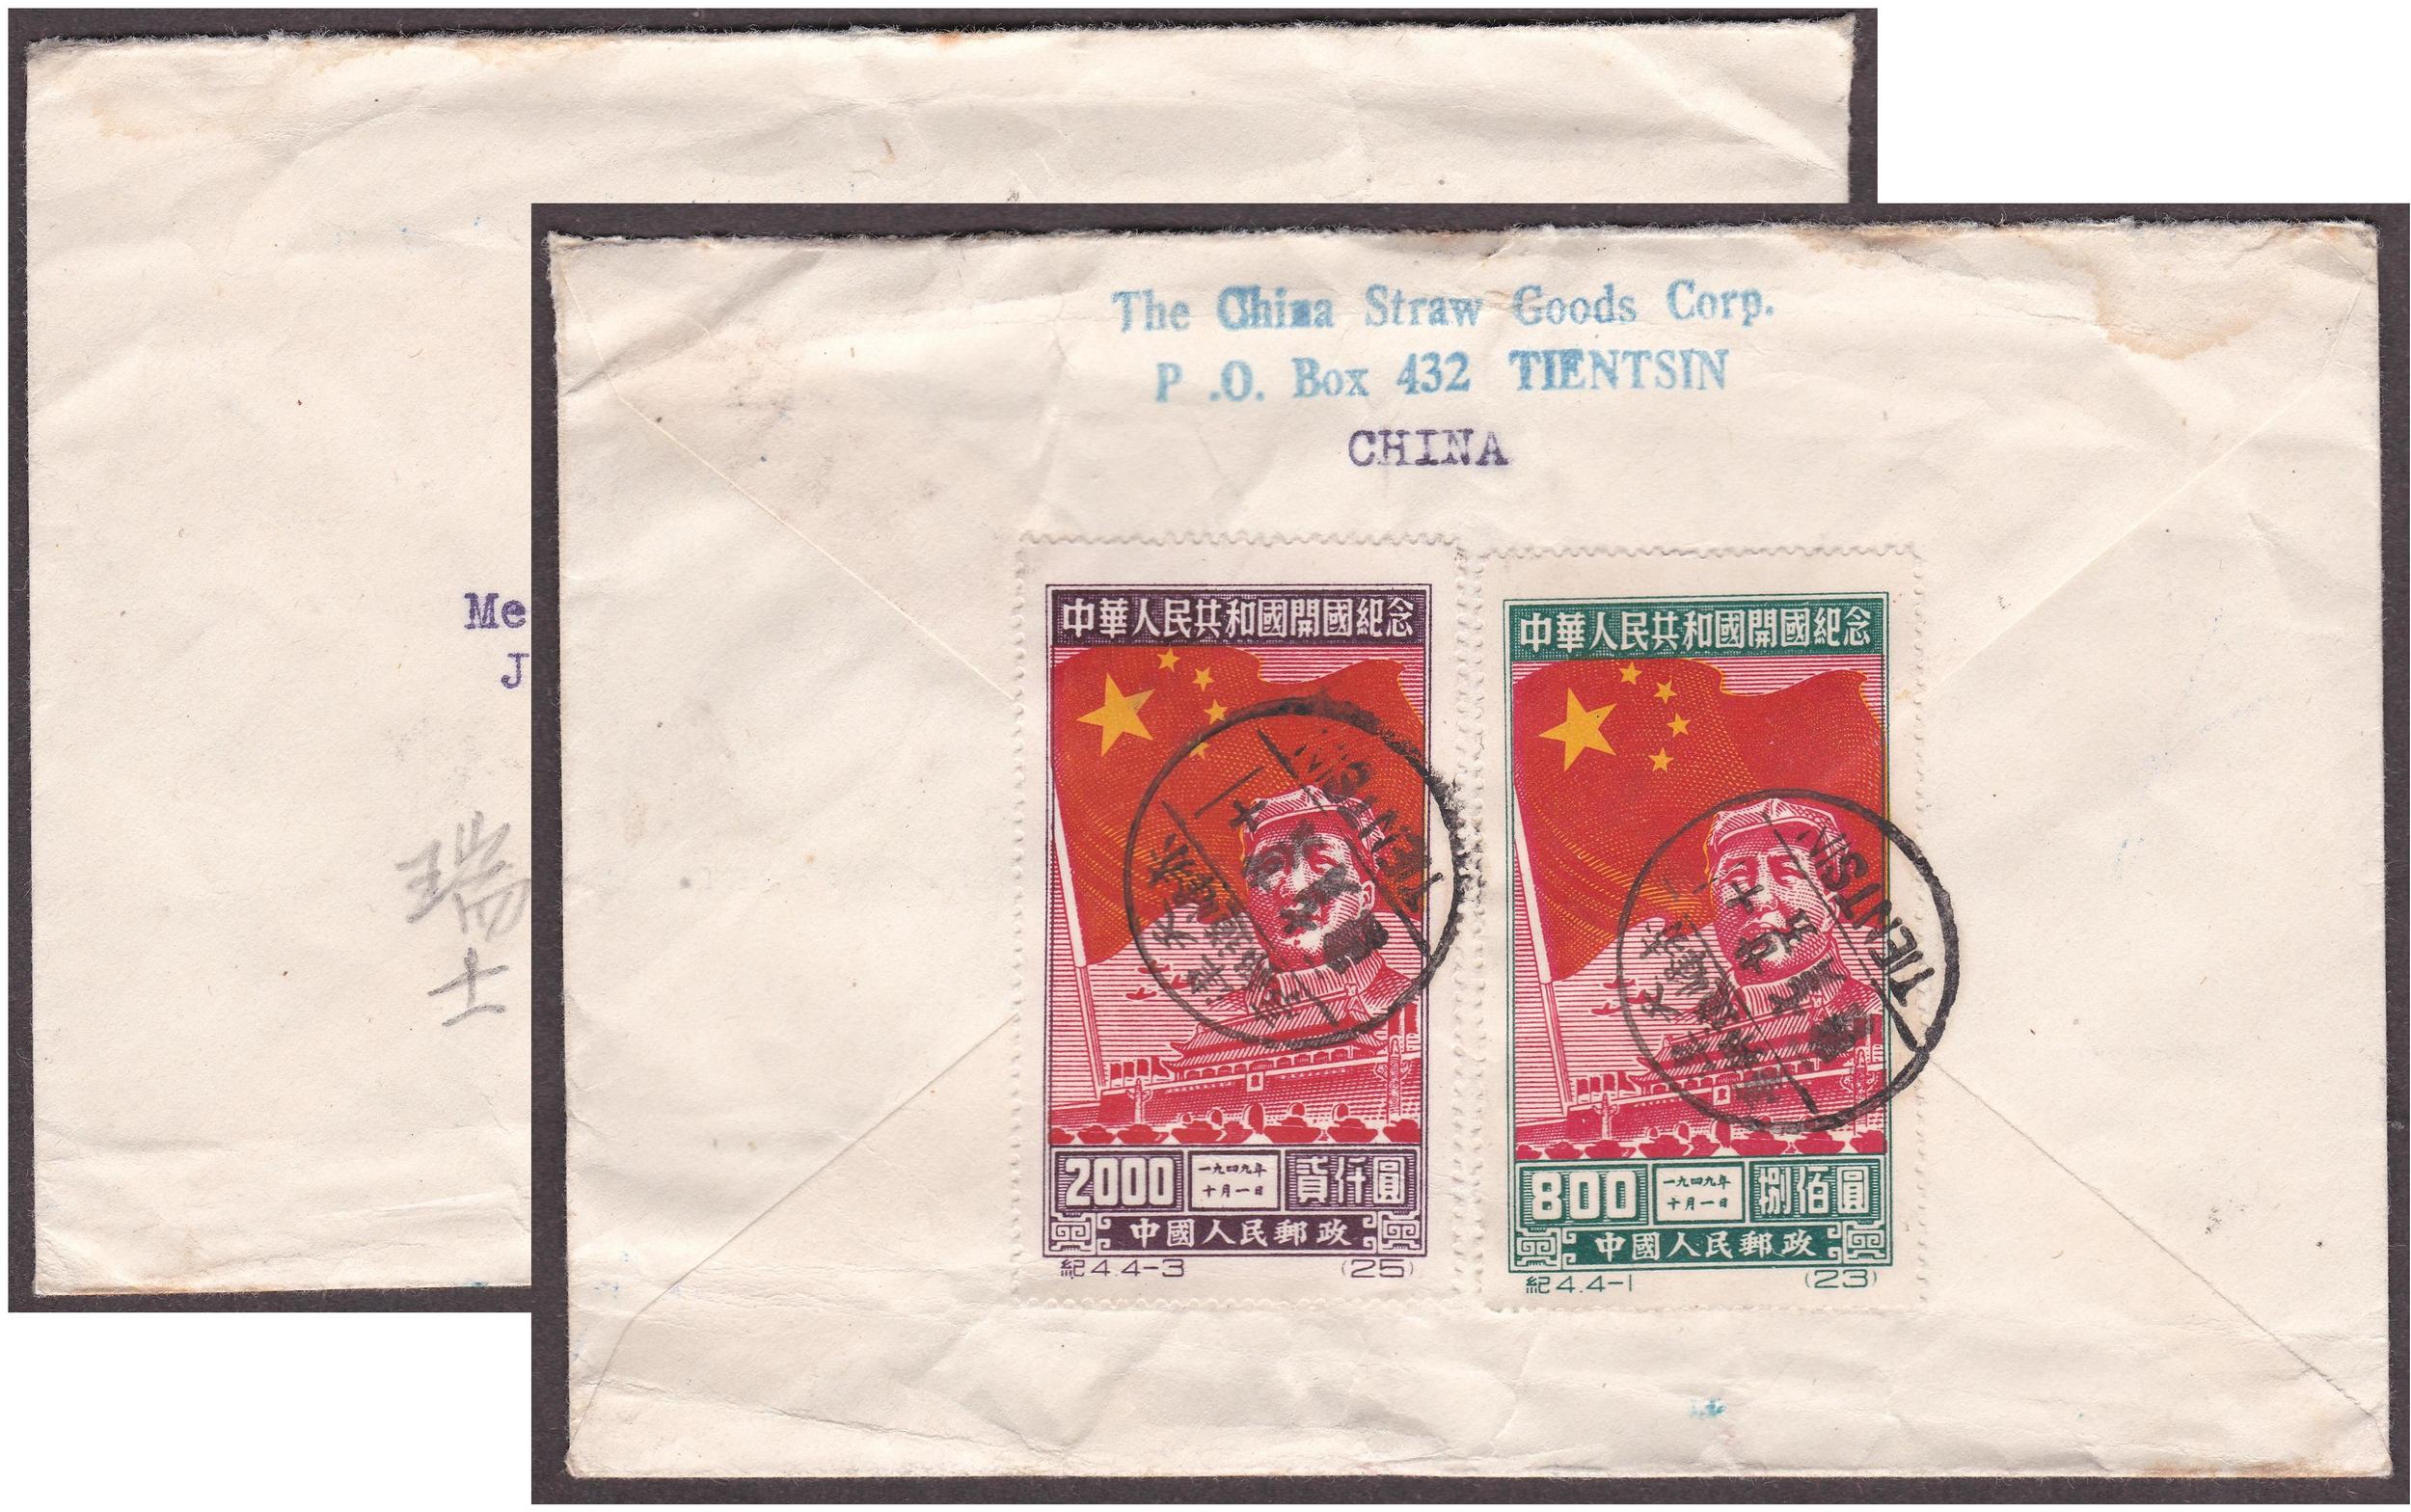 Me
J
瑞
士
The China Straw Goods Corp.
P .O. Box 432 TIENTSIN
CHINA
中華人民共和國開國紀念
2000
一九四九年
十月一日
貳仟圓
中國人民郵政
紀4.4-3
(25)
TIENTSIN
中華人民共和國開國紀念
800
一九四九年
十月一日
捌佰圓
中國人民郵政
紀4.4-1
(23)
TIENTSIN